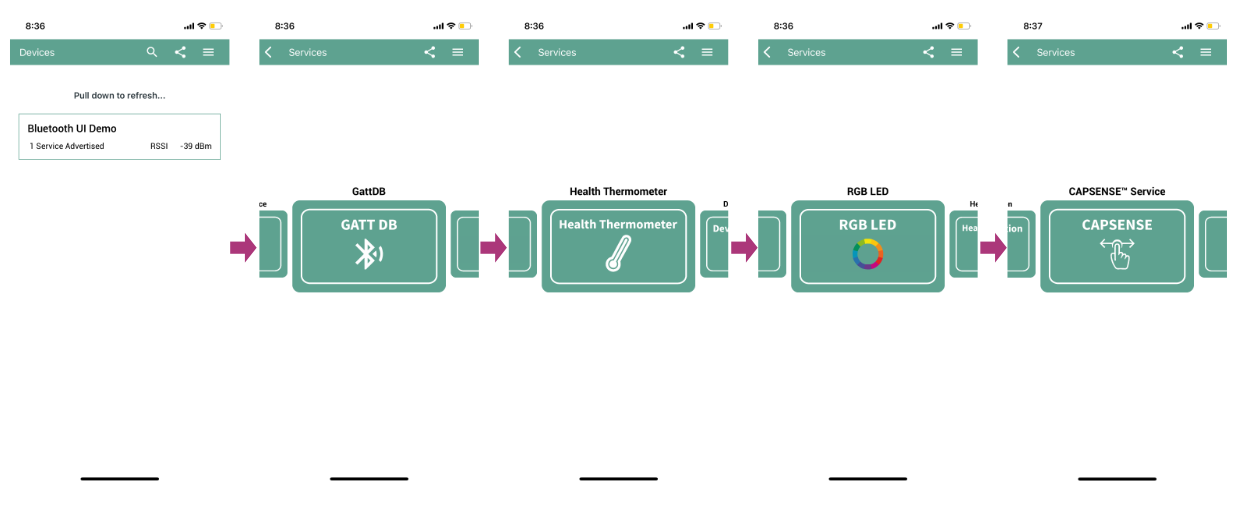 8:36
Devices
Pull down to refresh...
Bluetooth UI Demo
1 Service Advertised RSSI -39 dBm
8:36
Services
GattDB
ce
GATT DB
8:36
Services
Health Thermometer
D
Health Thermometer
Dev
8:36
Services
RGB LED
He
RGB LED
Hea
8:37
Services
n
CAPSENSE™ Service
ion
CAPSENSE